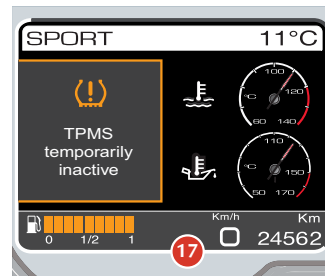 SPORT 11°C
(!)
TPMS
temporarily
inactive
100
°C 120
60 140
110
°C 150
50 170
0 1/2 1
17
Km/h
0
Km
24562